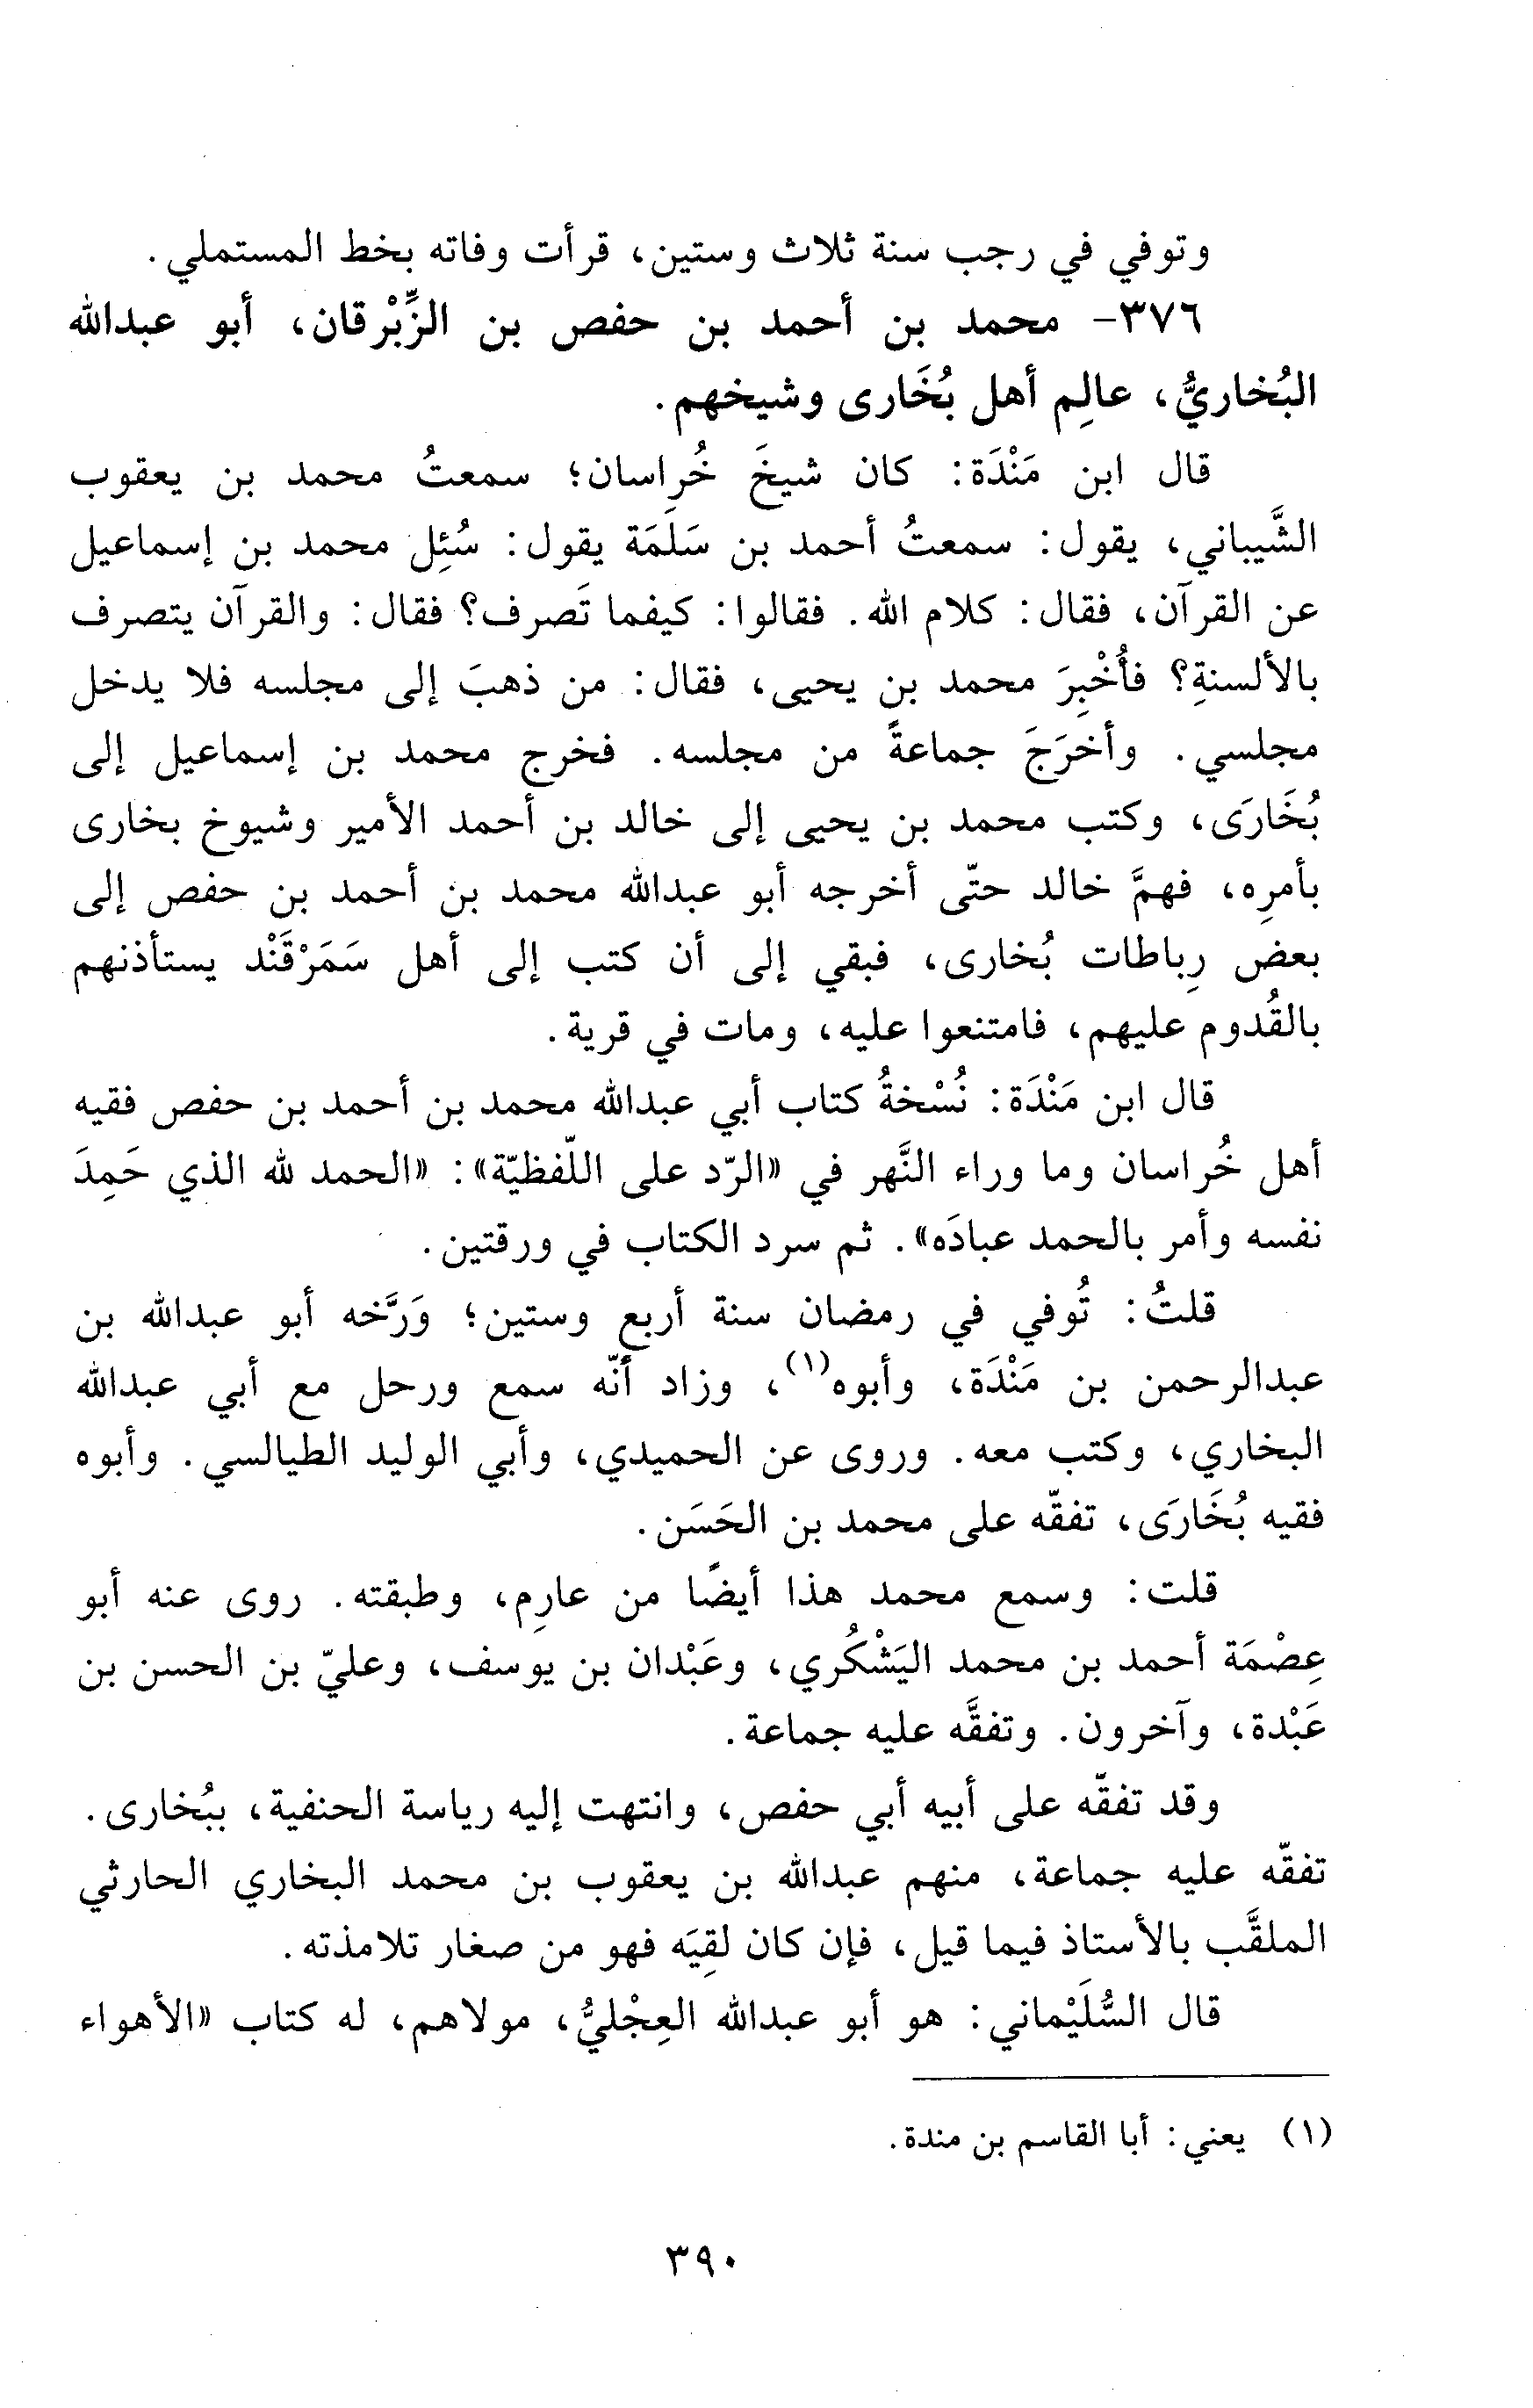 وتوفي في رجب سنة ثلاث وستين، قرأت وفاته بخط المستملي.
٣٧٦- محمد بن أحمد بن حفص بن الزِّبْرقان، أبو عبدالله
البُخاريُّ، عالِم أهل بُخَارى وشيخهم.
قال ابن مَنْدَة: كان شيخَ خُراسان؛ سمعتُ محمد بن يعقوب
الشَّيباني، يقول: سمعتُ أحمد بن سَلَمَة يقول: سُئِل محمد بن إسماعيل
عن القرآن، فقال: كلام الله. فقالوا: كيفما تَصرف؟ فقال: والقرآن يتصرف
بالألسنةِ؟ فأُخْبِرَ محمد بن يحيى، فقال: من ذهبَ إلى مجلسه فلا يدخل
مجلسي. وأخرَجَ جماعةً من مجلسه. فخرج محمد بن إسماعيل إلى
بُخَارَى، وكتب محمد بن يحيى إلى خالد بن أحمد الأمير وشيوخ بخارى
بأمرِه، فهمَّ خالد حتّى أخرجه أبو عبدالله محمد بن أحمد بن حفص إلى
بعض رِباطات بُخارى، فبقي إلى أن كتب إلى أهل سَمَرْقَنْد يستأذنهم
بالقُدوم عليهم، فامتنعوا عليه، ومات في قرية.
قال ابن مَنْدَة: نُسْخةُ كتاب أبي عبدالله محمد بن أحمد بن حفص فقيه
أهل خُراسان وما وراء النَّهر في «الرّد على اللّفظيّة»: «الحمد لله الذي حَمِدَ
نفسه وأمر بالحمد عبادَه». ثم سرد الكتاب في ورقتين.
قلتُ: تُوفي في رمضان سنة أربع وستين؛ وَرَّخه أبو عبدالله بن
عبدالرحمن بن مَنْدَة، وأبوه(١)، وزاد أنّه سمع ورحل مع أبي عبدالله
البخاري، وكتب معه. وروى عن الحميدي، وأبي الوليد الطيالسي. وأبوه
فقيه بُخَارَى، تفقّه على محمد بن الحَسَن.
قلت: وسمع محمد هذا أيضًا من عارِم، وطبقته. روى عنه أبو
عِصْمَة أحمد بن محمد اليَشْكُري، وعَبْدان بن يوسف، وعليّ بن الحسن بن
عَبْدة، وآخرون. وتفقَّه عليه جماعة.
وقد تفقّه على أبيه أبي حفص، وانتهت إليه رياسة الحنفية، ببُخارى.
تفقّه عليه جماعة، منهم عبدالله بن يعقوب بن محمد البخاري الحارثي
الملقَّب بالأستاذ فيما قيل، فإن كان لقِيَه فهو من صغار تلامذته.
قال السُّلَيْماني: هو أبو عبدالله العِجْليُّ، مولاهم، له كتاب «الأهواء
(١) يعني: أبا القاسم بن مندة.
٣٩٠